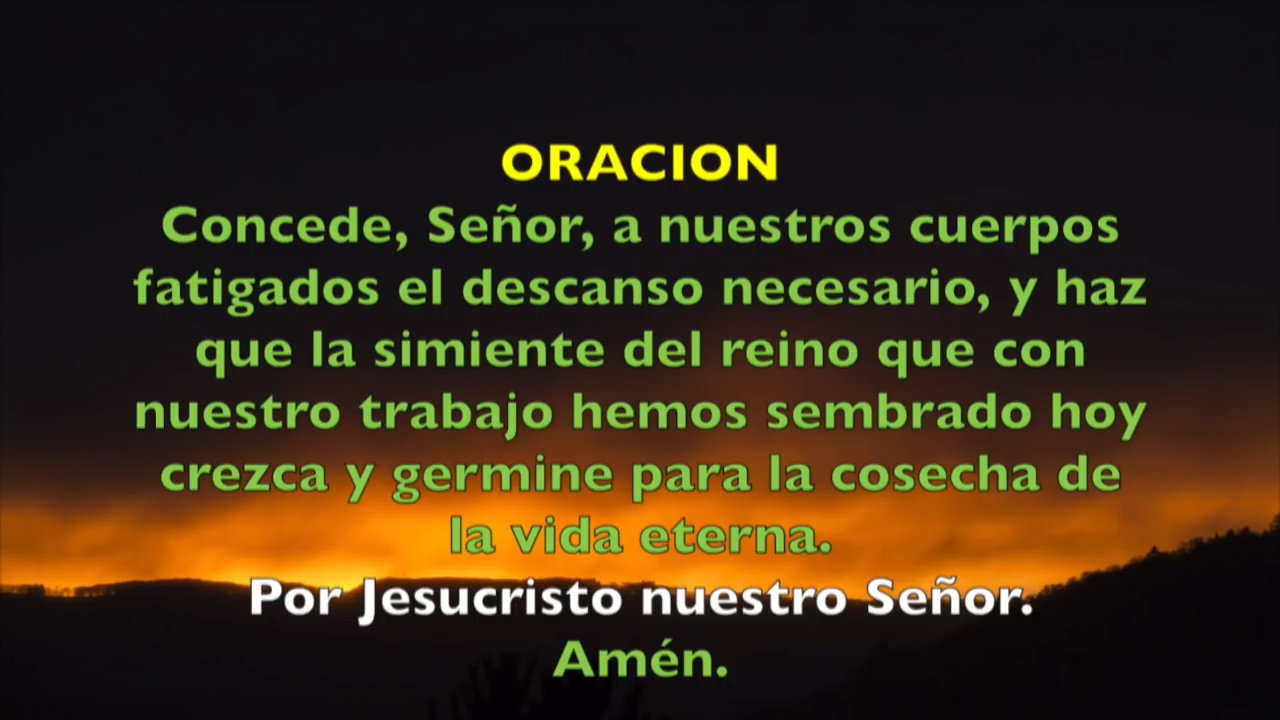 ORACION
Concede, Señor, a nuestros cuerpos
fatigados el descanso necesario, y haz
que la simiente del reino que con
nuestro trabajo hemos sembrado hoy
crezca y germine para la cosecha de
la vida eterna.
Por Jesucristo nuestro Señor.
Amén.